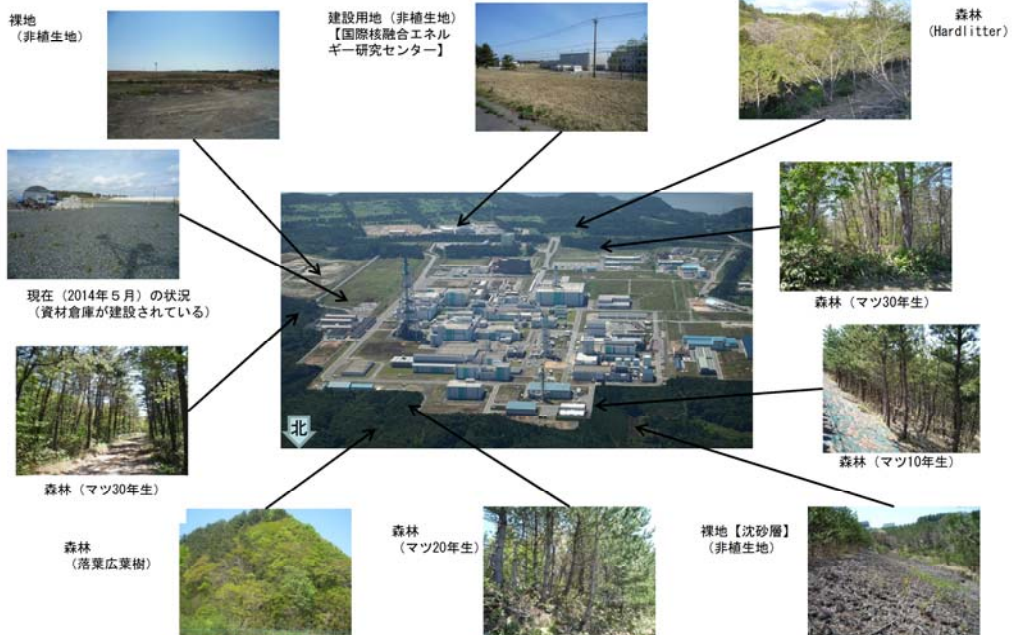 裸地
(非植生地)
建設用地（非植生地）
【国際核融合エネル
ギー研究センター】
森林
(Hardlitter)
現在（2014年５月）の状況
（資材倉庫が建設されている）
森林（マツ30年生）
森林（マツ30年生）
森林（マツ10年生）
北
森林
（落葉広葉樹）
森林
（マツ20年生）
裸地【沈砂層】
（非植生地）